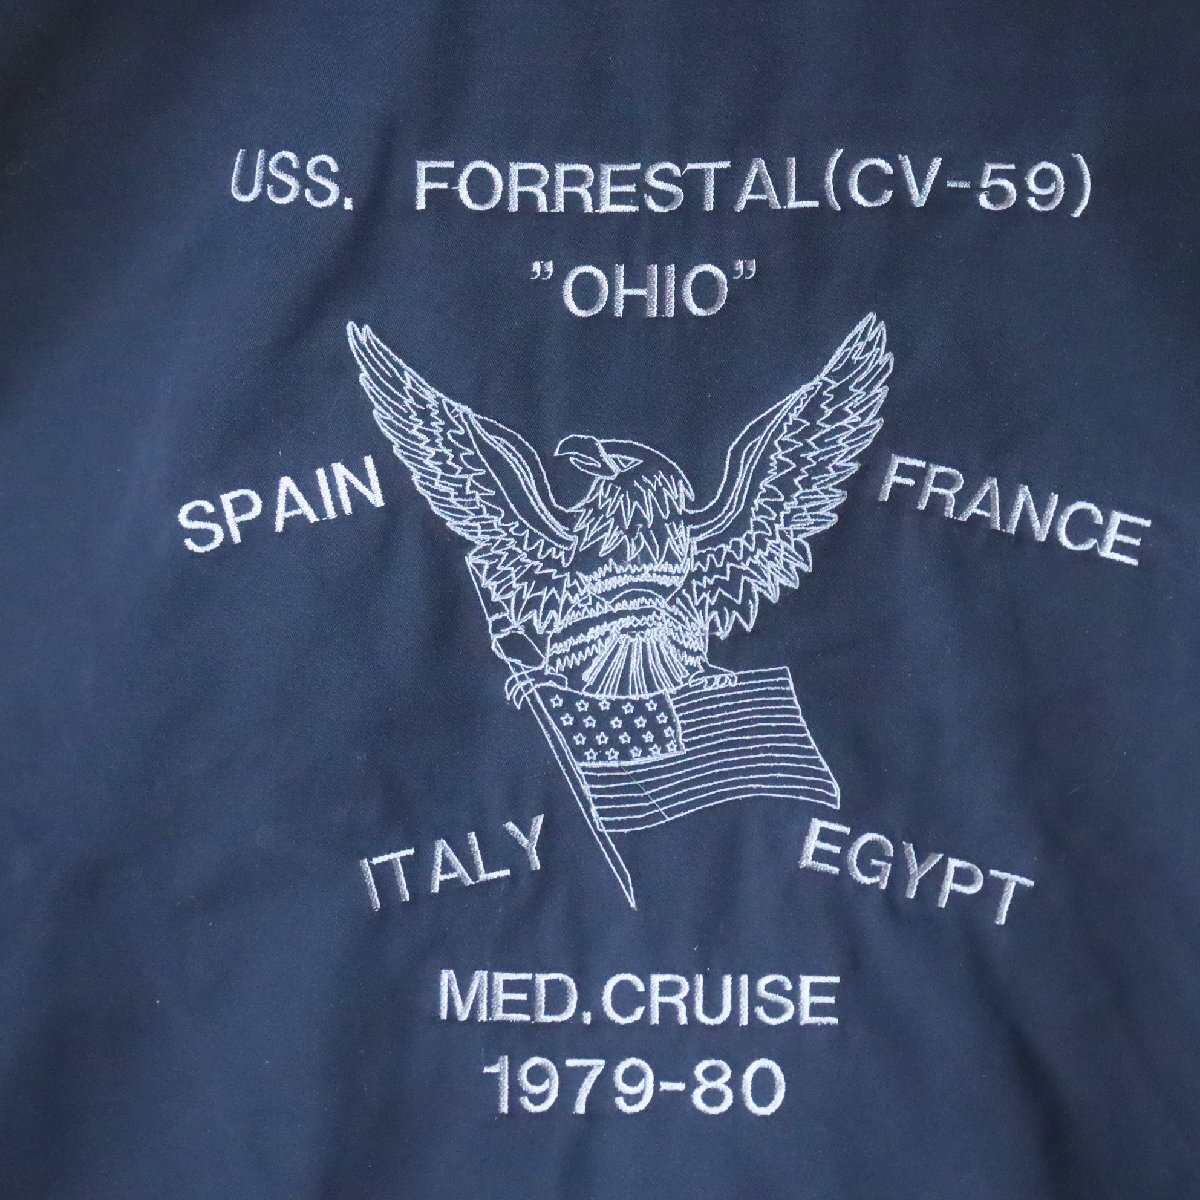 USS. FORRESTAL(CV-59)
"OHIO"
SPAIN
FRANCE
ITALY
EGYPT
MED.CRUISE
1979-80